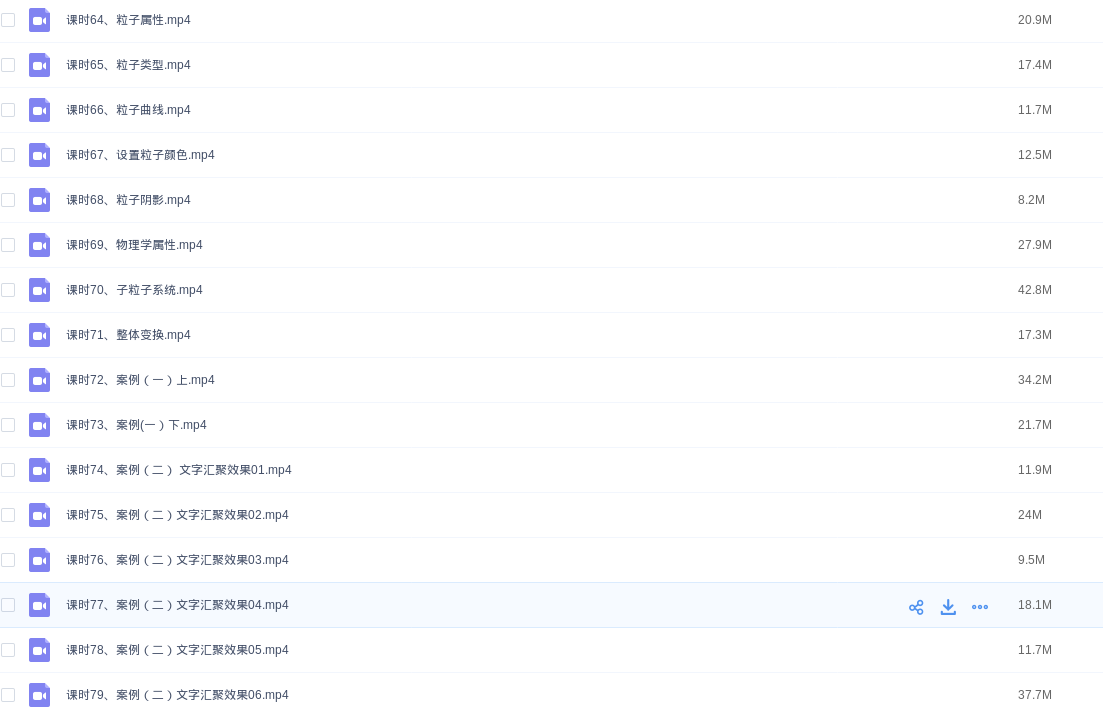 课时64、粒子属性.mp4 20.9M
课时65、粒子类型.mp4 17.4M
课时66、粒子曲线.mp4 11.7M
课时67、设置粒子颜色.mp4 12.5M
课时68、粒子阴影.mp4 8.2M
课时69、物理学属性.mp4 27.9M
课时70、子粒子系统.mp4 42.8M
课时71、整体变换.mp4 17.3M
课时72、案例（一）上.mp4 34.2M
课时73、案例(一）下.mp4 21.7M
课时74、案例（二） 文字汇聚效果01.mp4 11.9M
课时75、案例（二）文字汇聚效果02.mp4 24M
课时76、案例（二）文字汇聚效果03.mp4 9.5M
课时77、案例（二）文字汇聚效果04.mp4 18.1M
课时78、案例（二）文字汇聚效果05.mp4 11.7M
课时79、案例（二）文字汇聚效果06.mp4 37.7M